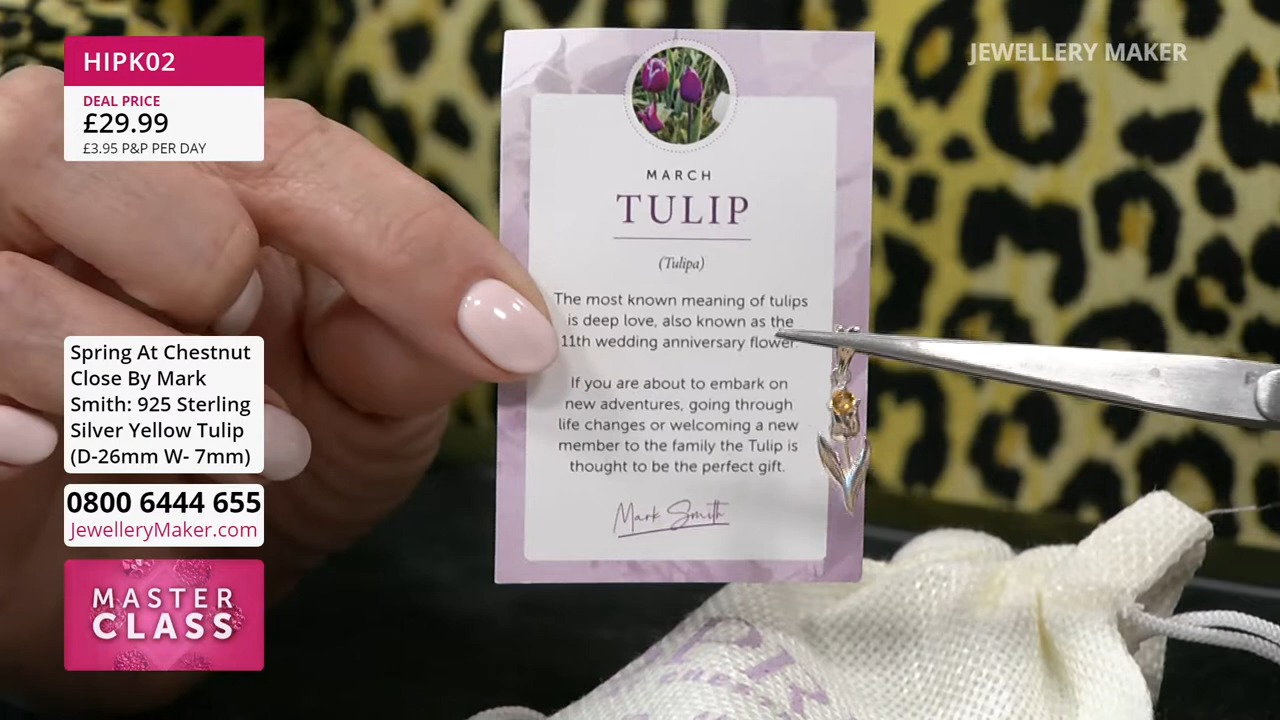 HIPK02
DEAL PRICE
£29.99
£3.95 P&P PER DAY
Spring At Chestnut
Close By Mark
Smith: 925 Sterling
Silver Yellow Tulip
(D-26mm W- 7mm)
0800 6444 655
JewelleryMaker.com
MASTER
CLASS
JEWELLERY MAKER
MARCH
TULIP
(Tulipa)
The most known meaning of tulips
is deep love, also known as the
11th wedding anniversary flower.
If you are about to embark on
new adventures, going through
life changes or welcoming a new
member to the family the Tulip is
thought to be the perfect gift.
Mark Smith